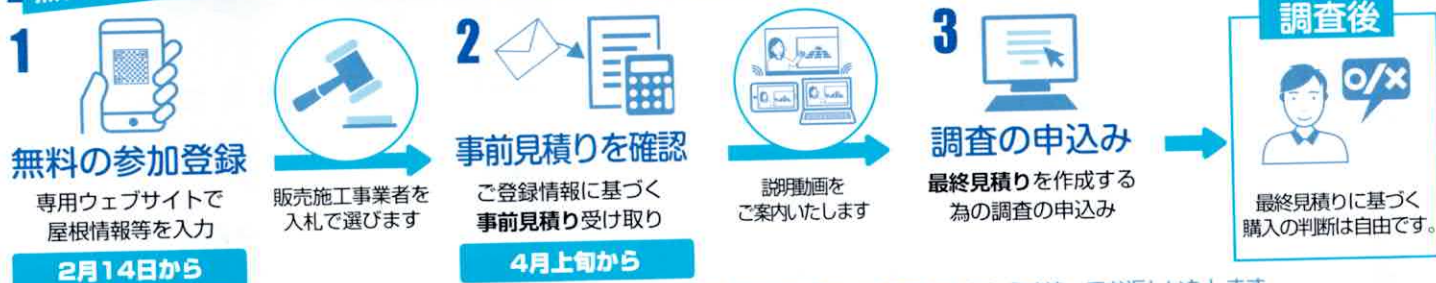 1
無料の参加登録
専用ウェブサイトで
屋根情報等を入力
2月14日から
販売施工事業者を
入札で選びます
2
事前見積りを確認
ご登録情報に基づく
事前見積り受け取り
4月上旬から
説明動画を
ご案内いたします
3
調査の申込み
最終見積りを作成する
為の調査の申込み
調査後
O/X
最終見積りに基づく
購入の判断は自由です。